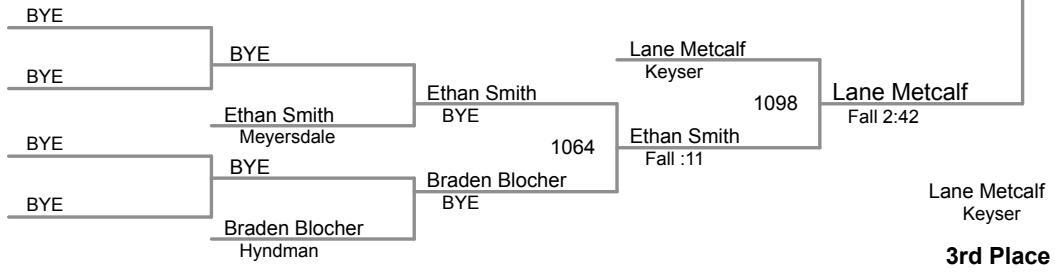 BYE
BYE
BYE
BYE
BYE
Ethan Smith
Meyersdale
BYE
Braden Blocher
Hyndman
Ethan Smith
BYE
1064
Braden Blocher
BYE
Lane Metcalf
Keyser
1098
Ethan Smith
Fall :11
Lane Metcalf
Fall 2:42
Lane Metcalf
Keyser
3rd Place